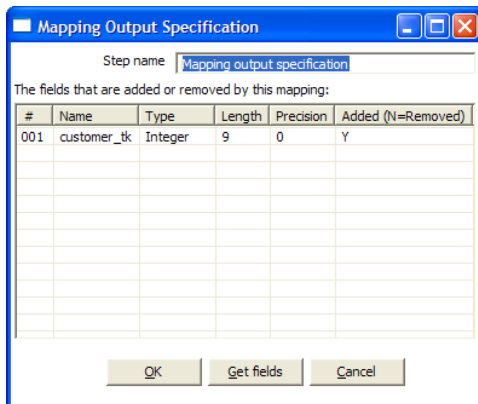 Mapping Output Specification
Step name Mapping output specification
The fields that are added or removed by this mapping:
# Name Type Length Precision Added (N=Removed)
001 customer_tk Integer 9 0 Y
OK Get fields Cancel